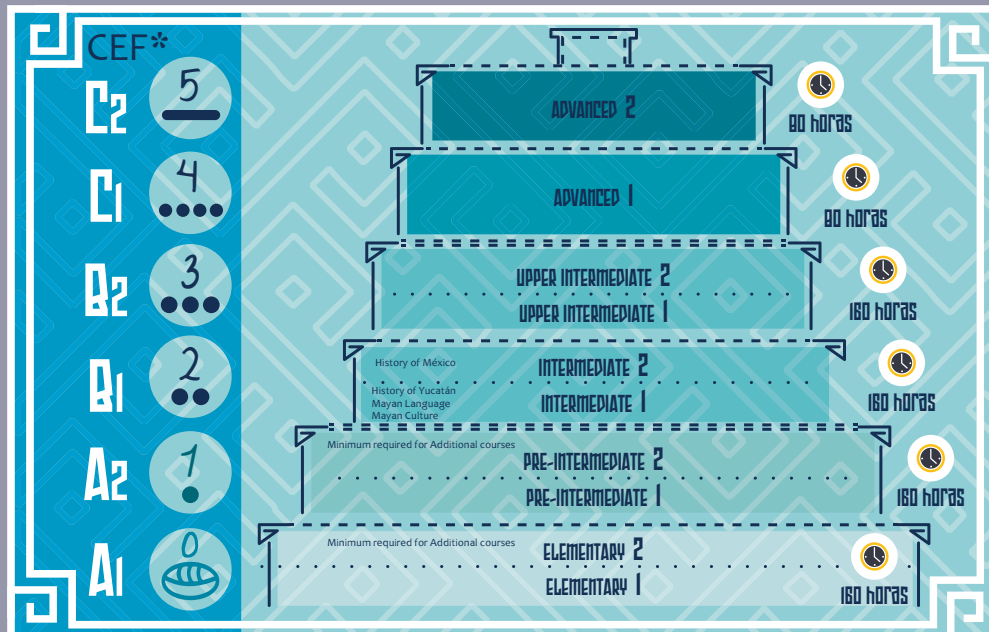 CEF*
C2
5
ADVANCED 2
80 horas
C1
4
ADVANCED 1
80 horas
B2
3
UPPER INTERMEDIATE 2
UPPER INTERMEDIATE 1
160 horas
B1
2
History of México
INTERMEDIATE 2
History of Yucatán
Mayan Language
INTERMEDIATE 1
Mayan Culture
160 horas
A2
1
Minimum required for Additional courses
PRE-INTERMEDIATE 2
PRE-INTERMEDIATE 1
160 horas
A1
0
Minimum required for Additional courses
ELEMENTARY 2
ELEMENTARY 1
160 horas